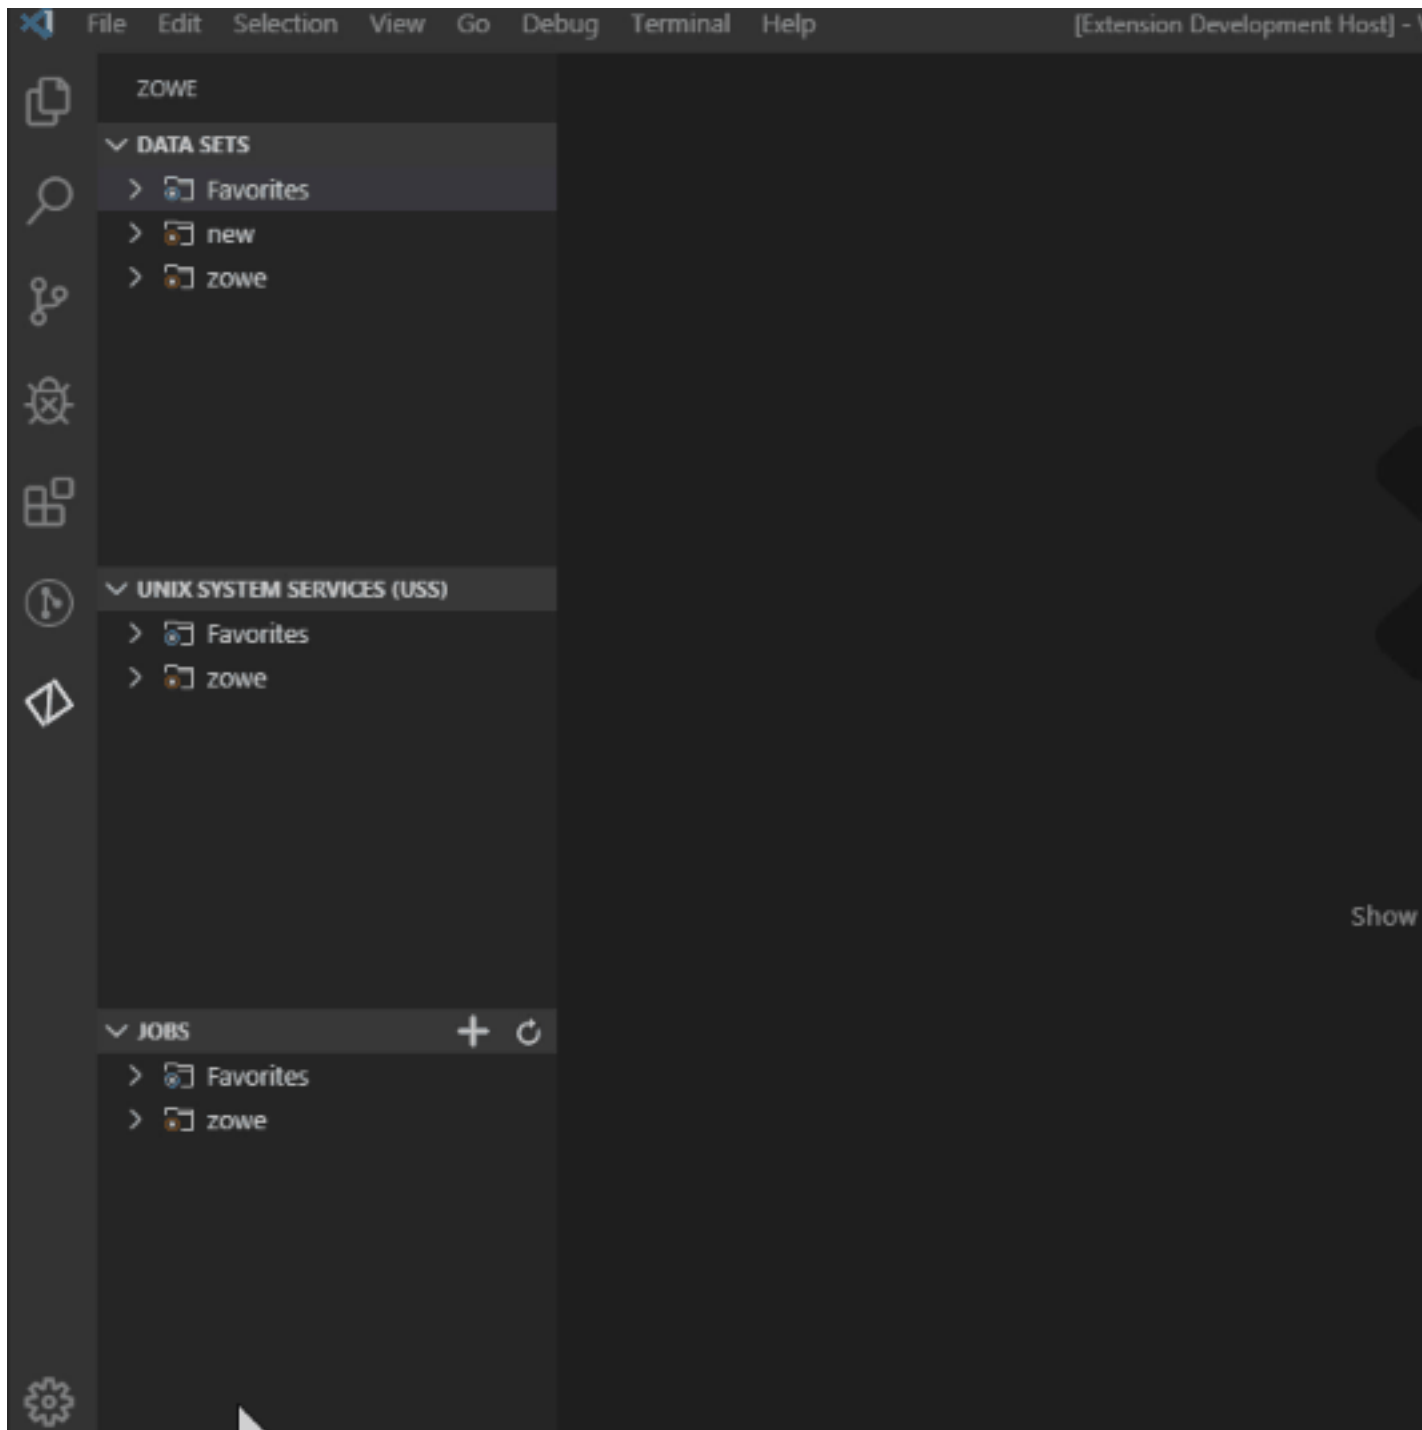 File Edit Selection View Go Debug Terminal Help [Extension Development Host] -
ZOWE
DATA SETS
Favorites
new
zowe
UNIX SYSTEM SERVICES (USS)
Favorites
zowe
Show
JOBS
Favorites
zowe